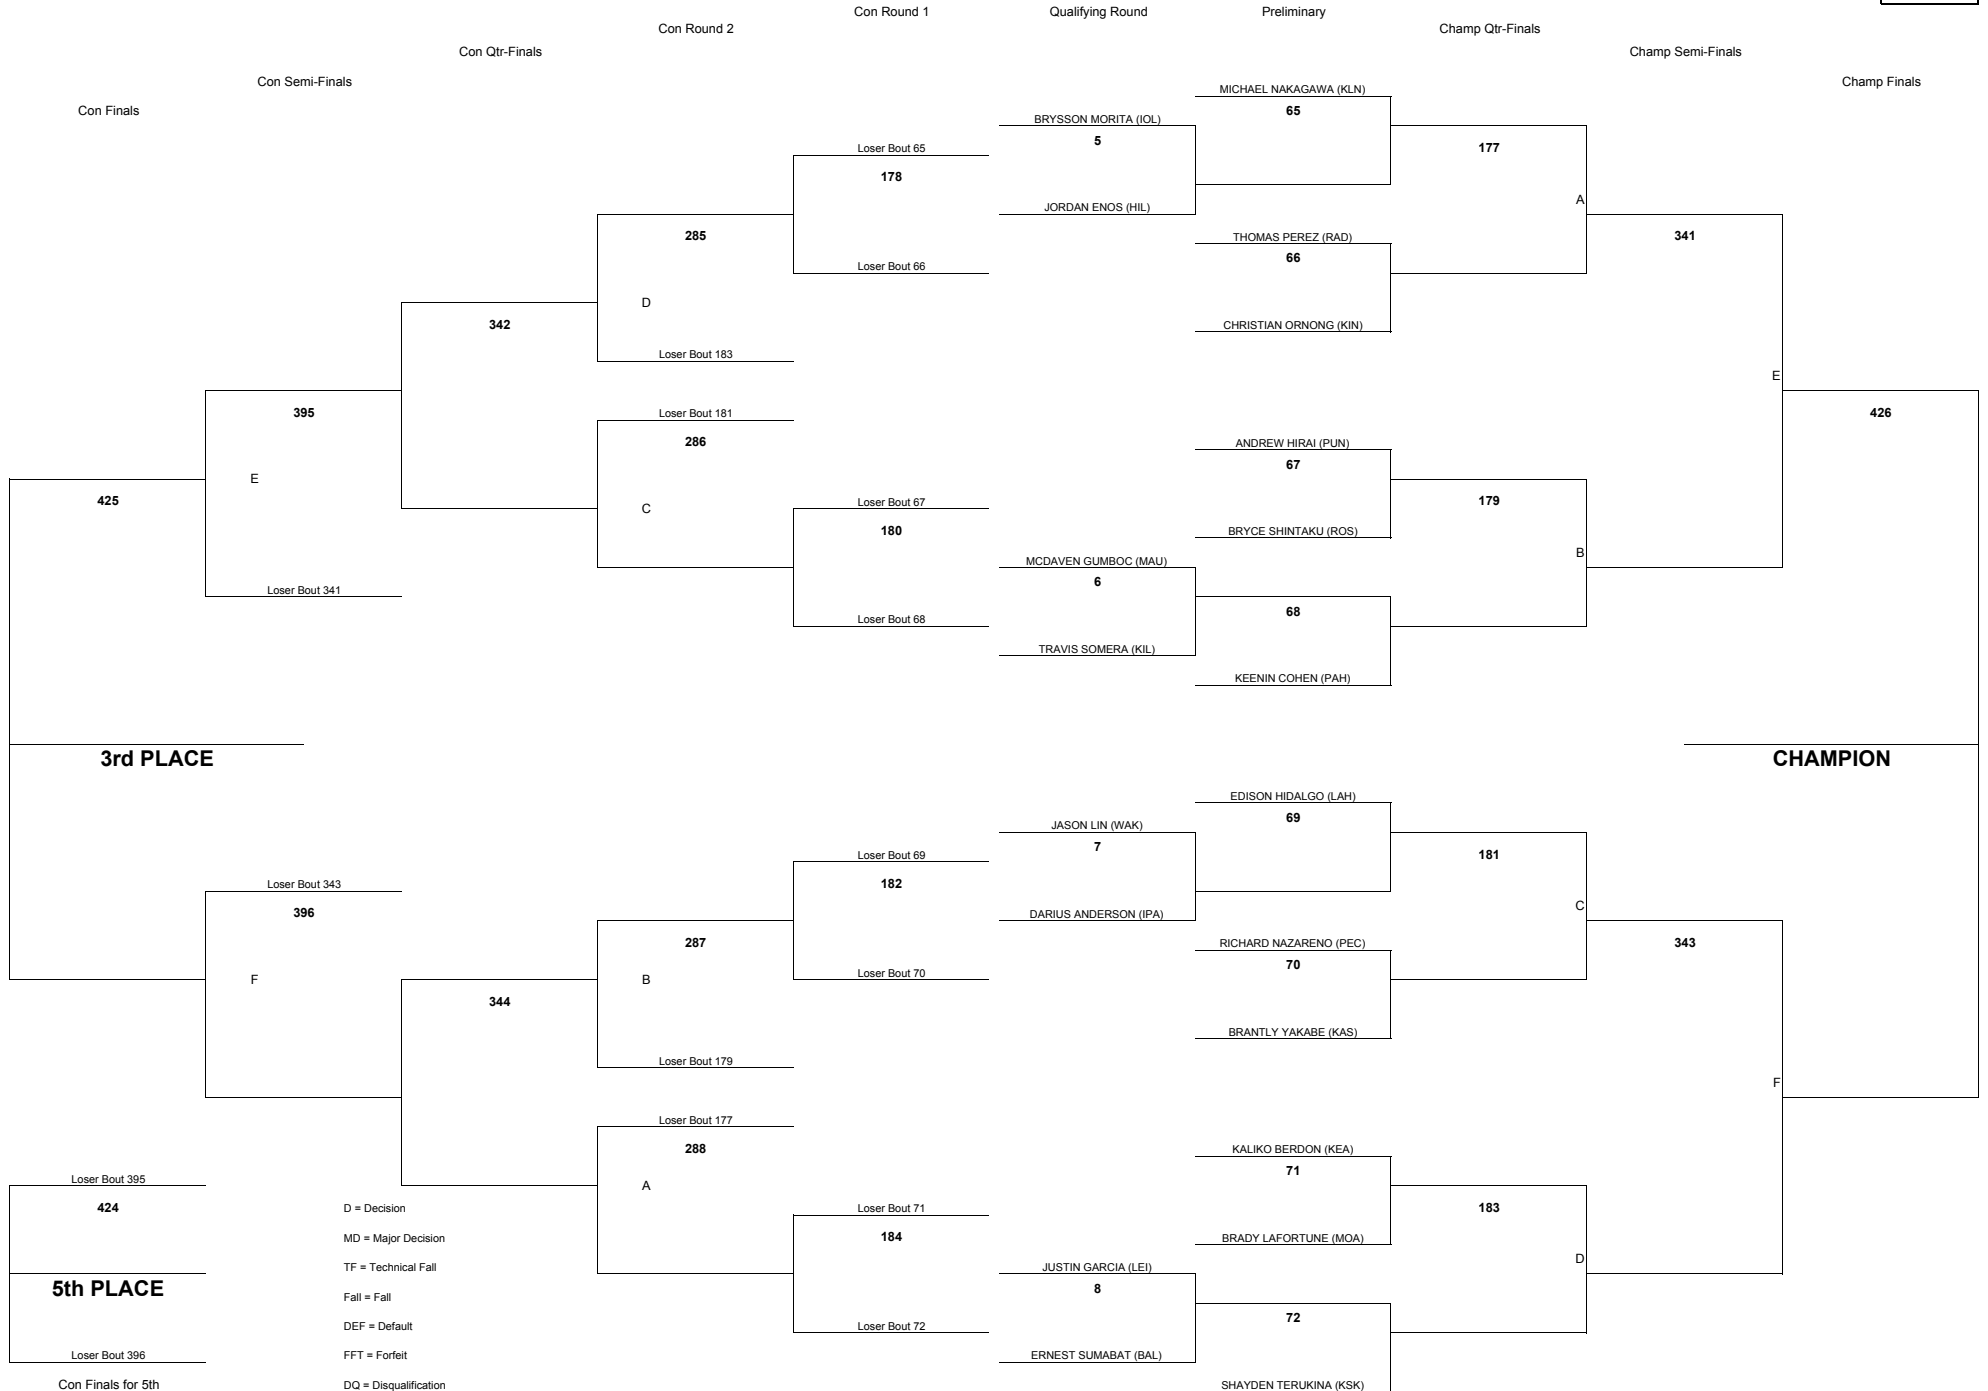 Con Round 1
Qualifying Round
Preliminary
Con Round 2
Champ Qtr-Finals
Con Qtr-Finals
Champ Semi-Finals
Con Semi-Finals
Champ Finals
Con Finals
MICHAEL NAKAGAWA (KLN)
65
BRYSSON MORITA (IOL)
5
Loser Bout 65
177
178
A
JORDAN ENOS (HIL)
285
THOMAS PEREZ (RAD)
341
66
Loser Bout 66
D
342
CHRISTIAN ORNONG (KIN)
Loser Bout 183
E
395
Loser Bout 181
426
286
ANDREW HIRAI (PUN)
67
E
425
Loser Bout 67
179
C
180
BRYCE SHINTAKU (ROS)
B
MCDAVEN GUMBOC (MAU)
6
Loser Bout 341
68
Loser Bout 68
TRAVIS SOMERA (KIL)
KEENIN COHEN (PAH)
3rd PLACE
CHAMPION
EDISON HIDALGO (LAH)
69
JASON LIN (WAK)
7
Loser Bout 69
181
Loser Bout 343
182
C
396
DARIUS ANDERSON (IPA)
287
RICHARD NAZARENO (PEC)
343
70
Loser Bout 70
F
B
344
BRANTLY YAKABE (KAS)
Loser Bout 179
F
Loser Bout 177
288
KALIKO BERDON (KEA)
71
Loser Bout 395
A
424
D = Decision
Loser Bout 71
183
184
MD = Major Decision
BRADY LAFORTUNE (MOA)
D
TF = Technical Fall
JUSTIN GARCIA (LEI)
5th PLACE
8
Fall = Fall
72
DEF = Default
Loser Bout 72
Loser Bout 396
FFT = Forfeit
ERNEST SUMABAT (BAL)
Con Finals for 5th
DQ = Disqualification
SHAYDEN TERUKINA (KSK)